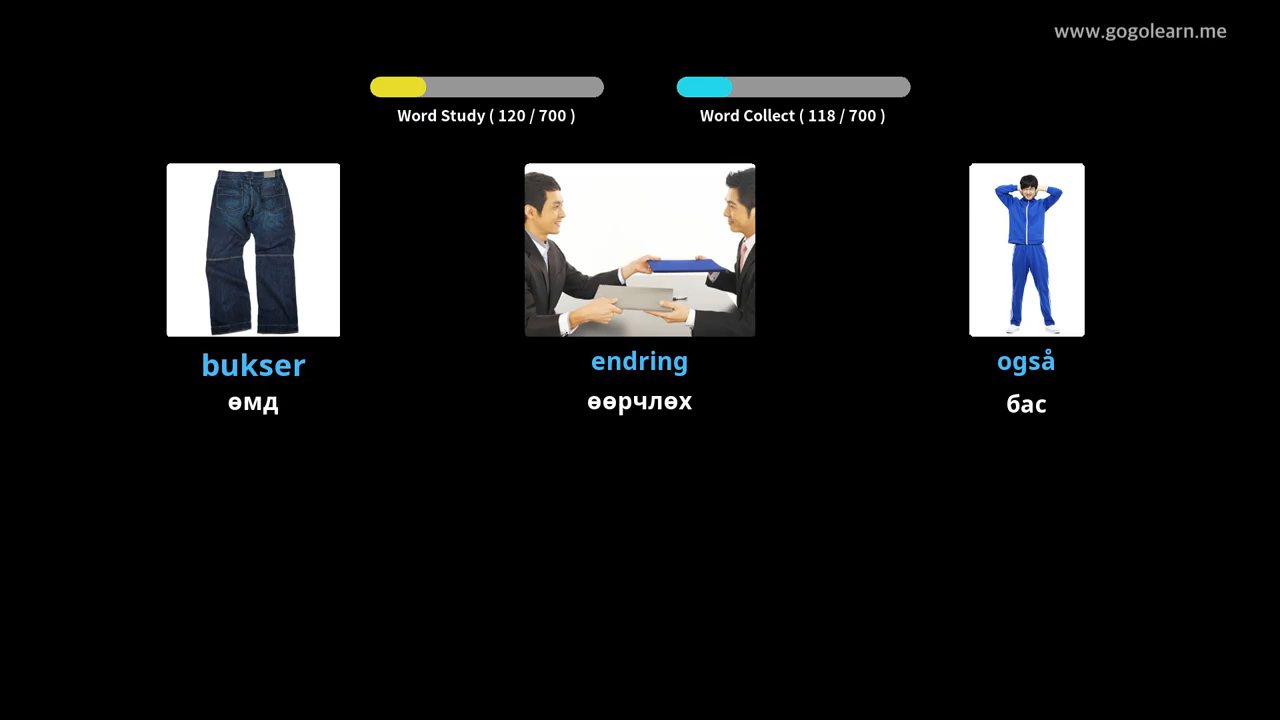 www.gogolearn.me
Word Study ( 120 / 700 )
Word Collect ( 118 / 700 )
bukser
өмд
endring
өөрчлөх
også
бас